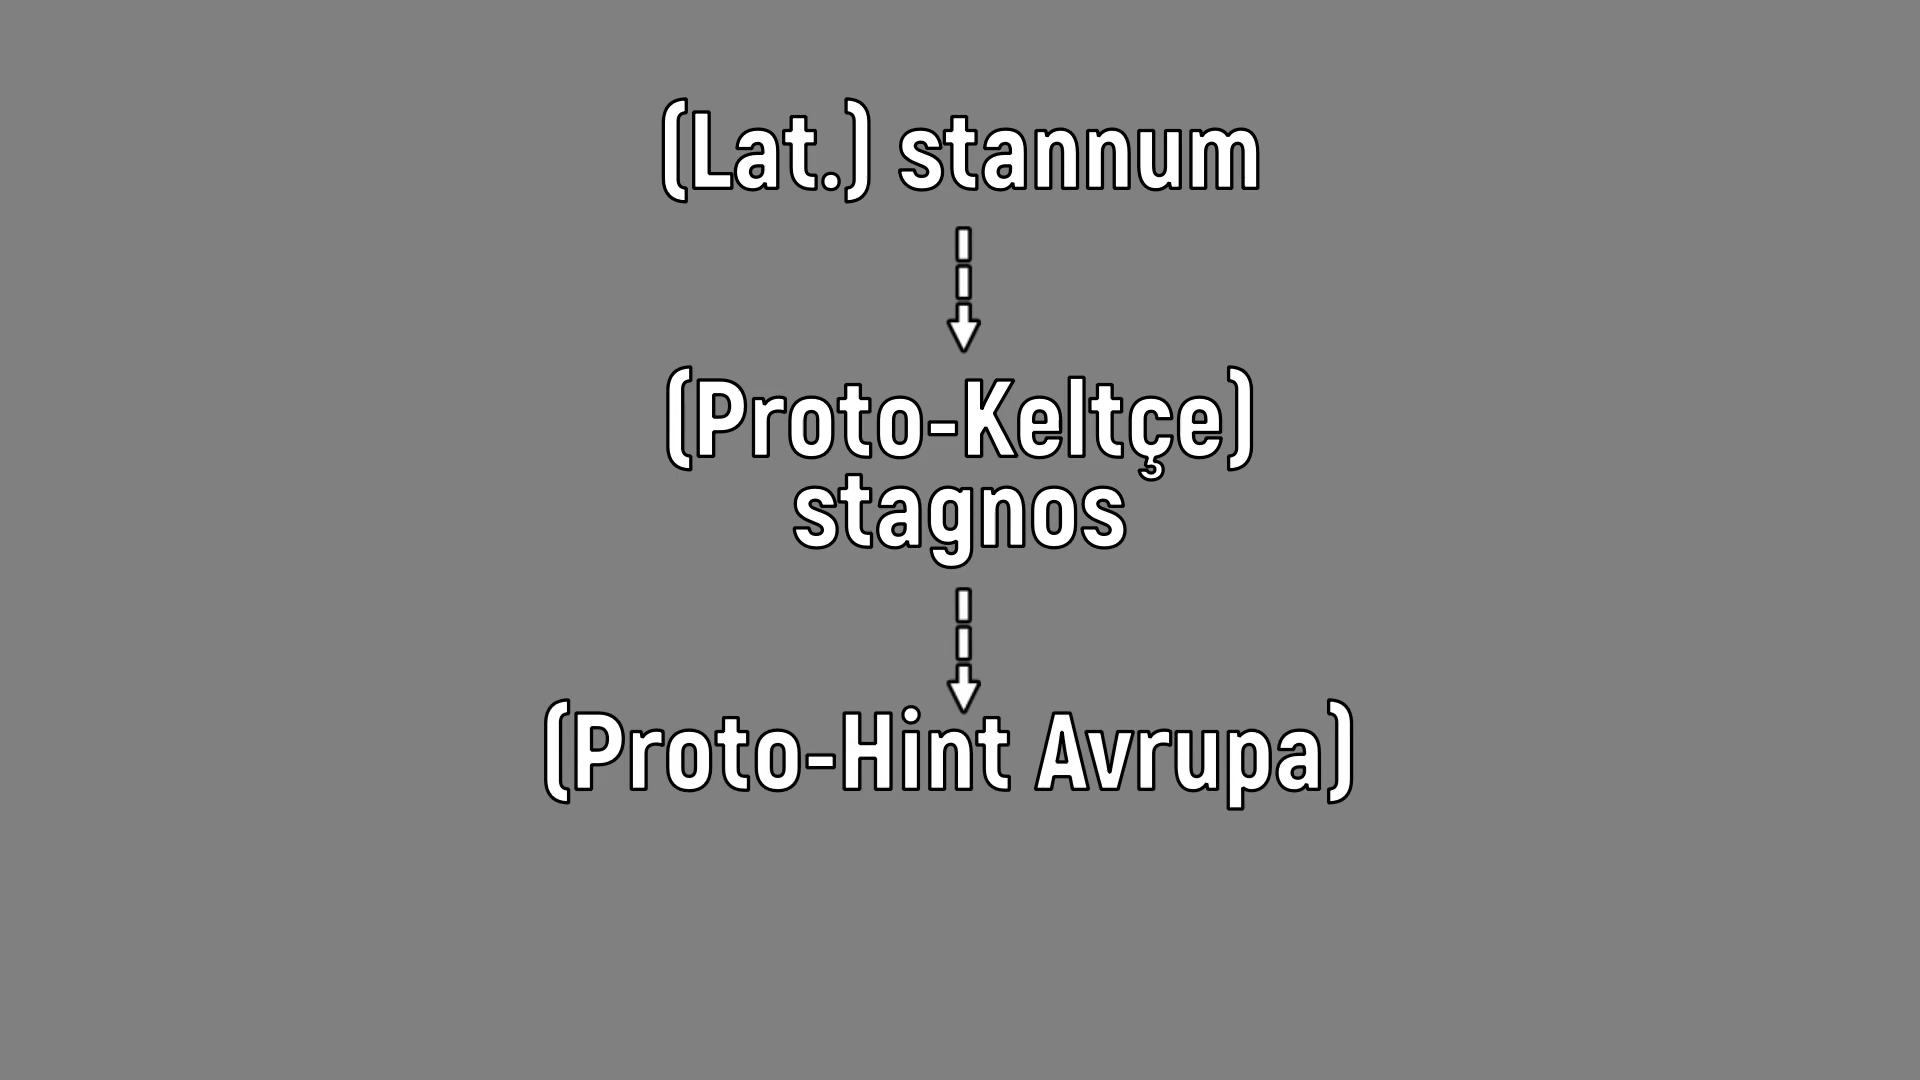 (Lat.) stannum
(Proto-Keltçe)
stagnos
(Proto-Hint Avrupa)